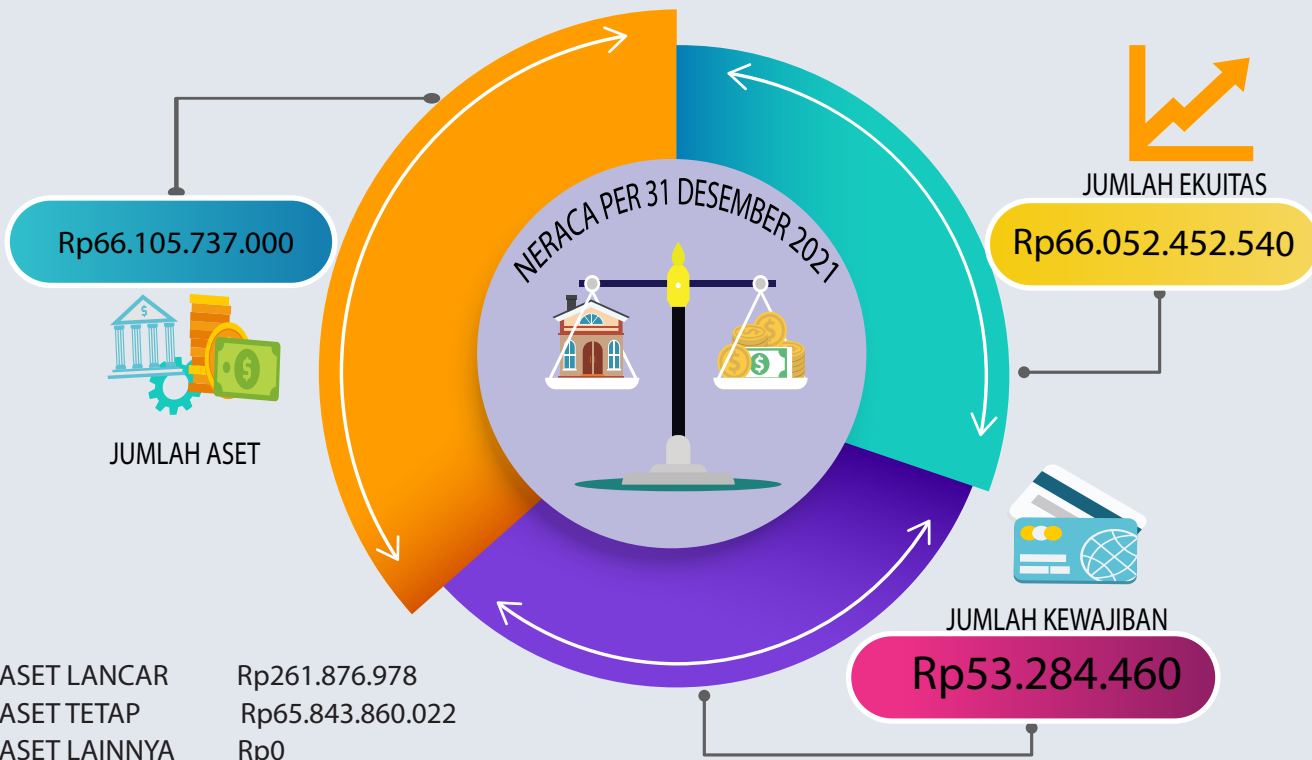 NERACA PER 31 DESEMBER 2021
Rp66.105.737.000
JUMLAH ASET
JUMLAH EKUITAS
Rp66.052.452.540
JUMLAH KEWAJIBAN
Rp53.284.460
ASET LANCAR Rp261.876.978
ASET TETAP Rp65.843.860.022
ASET LAINNYA Rp0